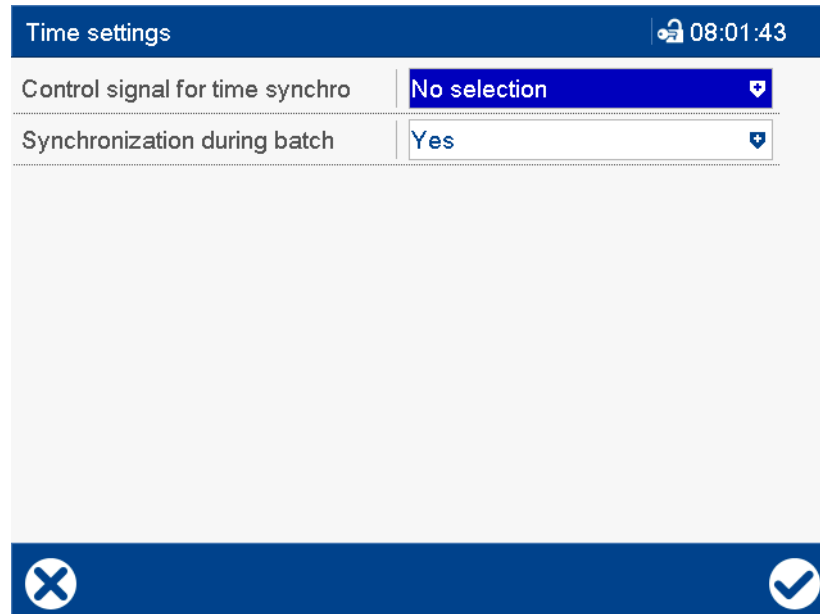 Time settings 08:01:43
Control signal for time synchro No selection
Synchronization during batch Yes